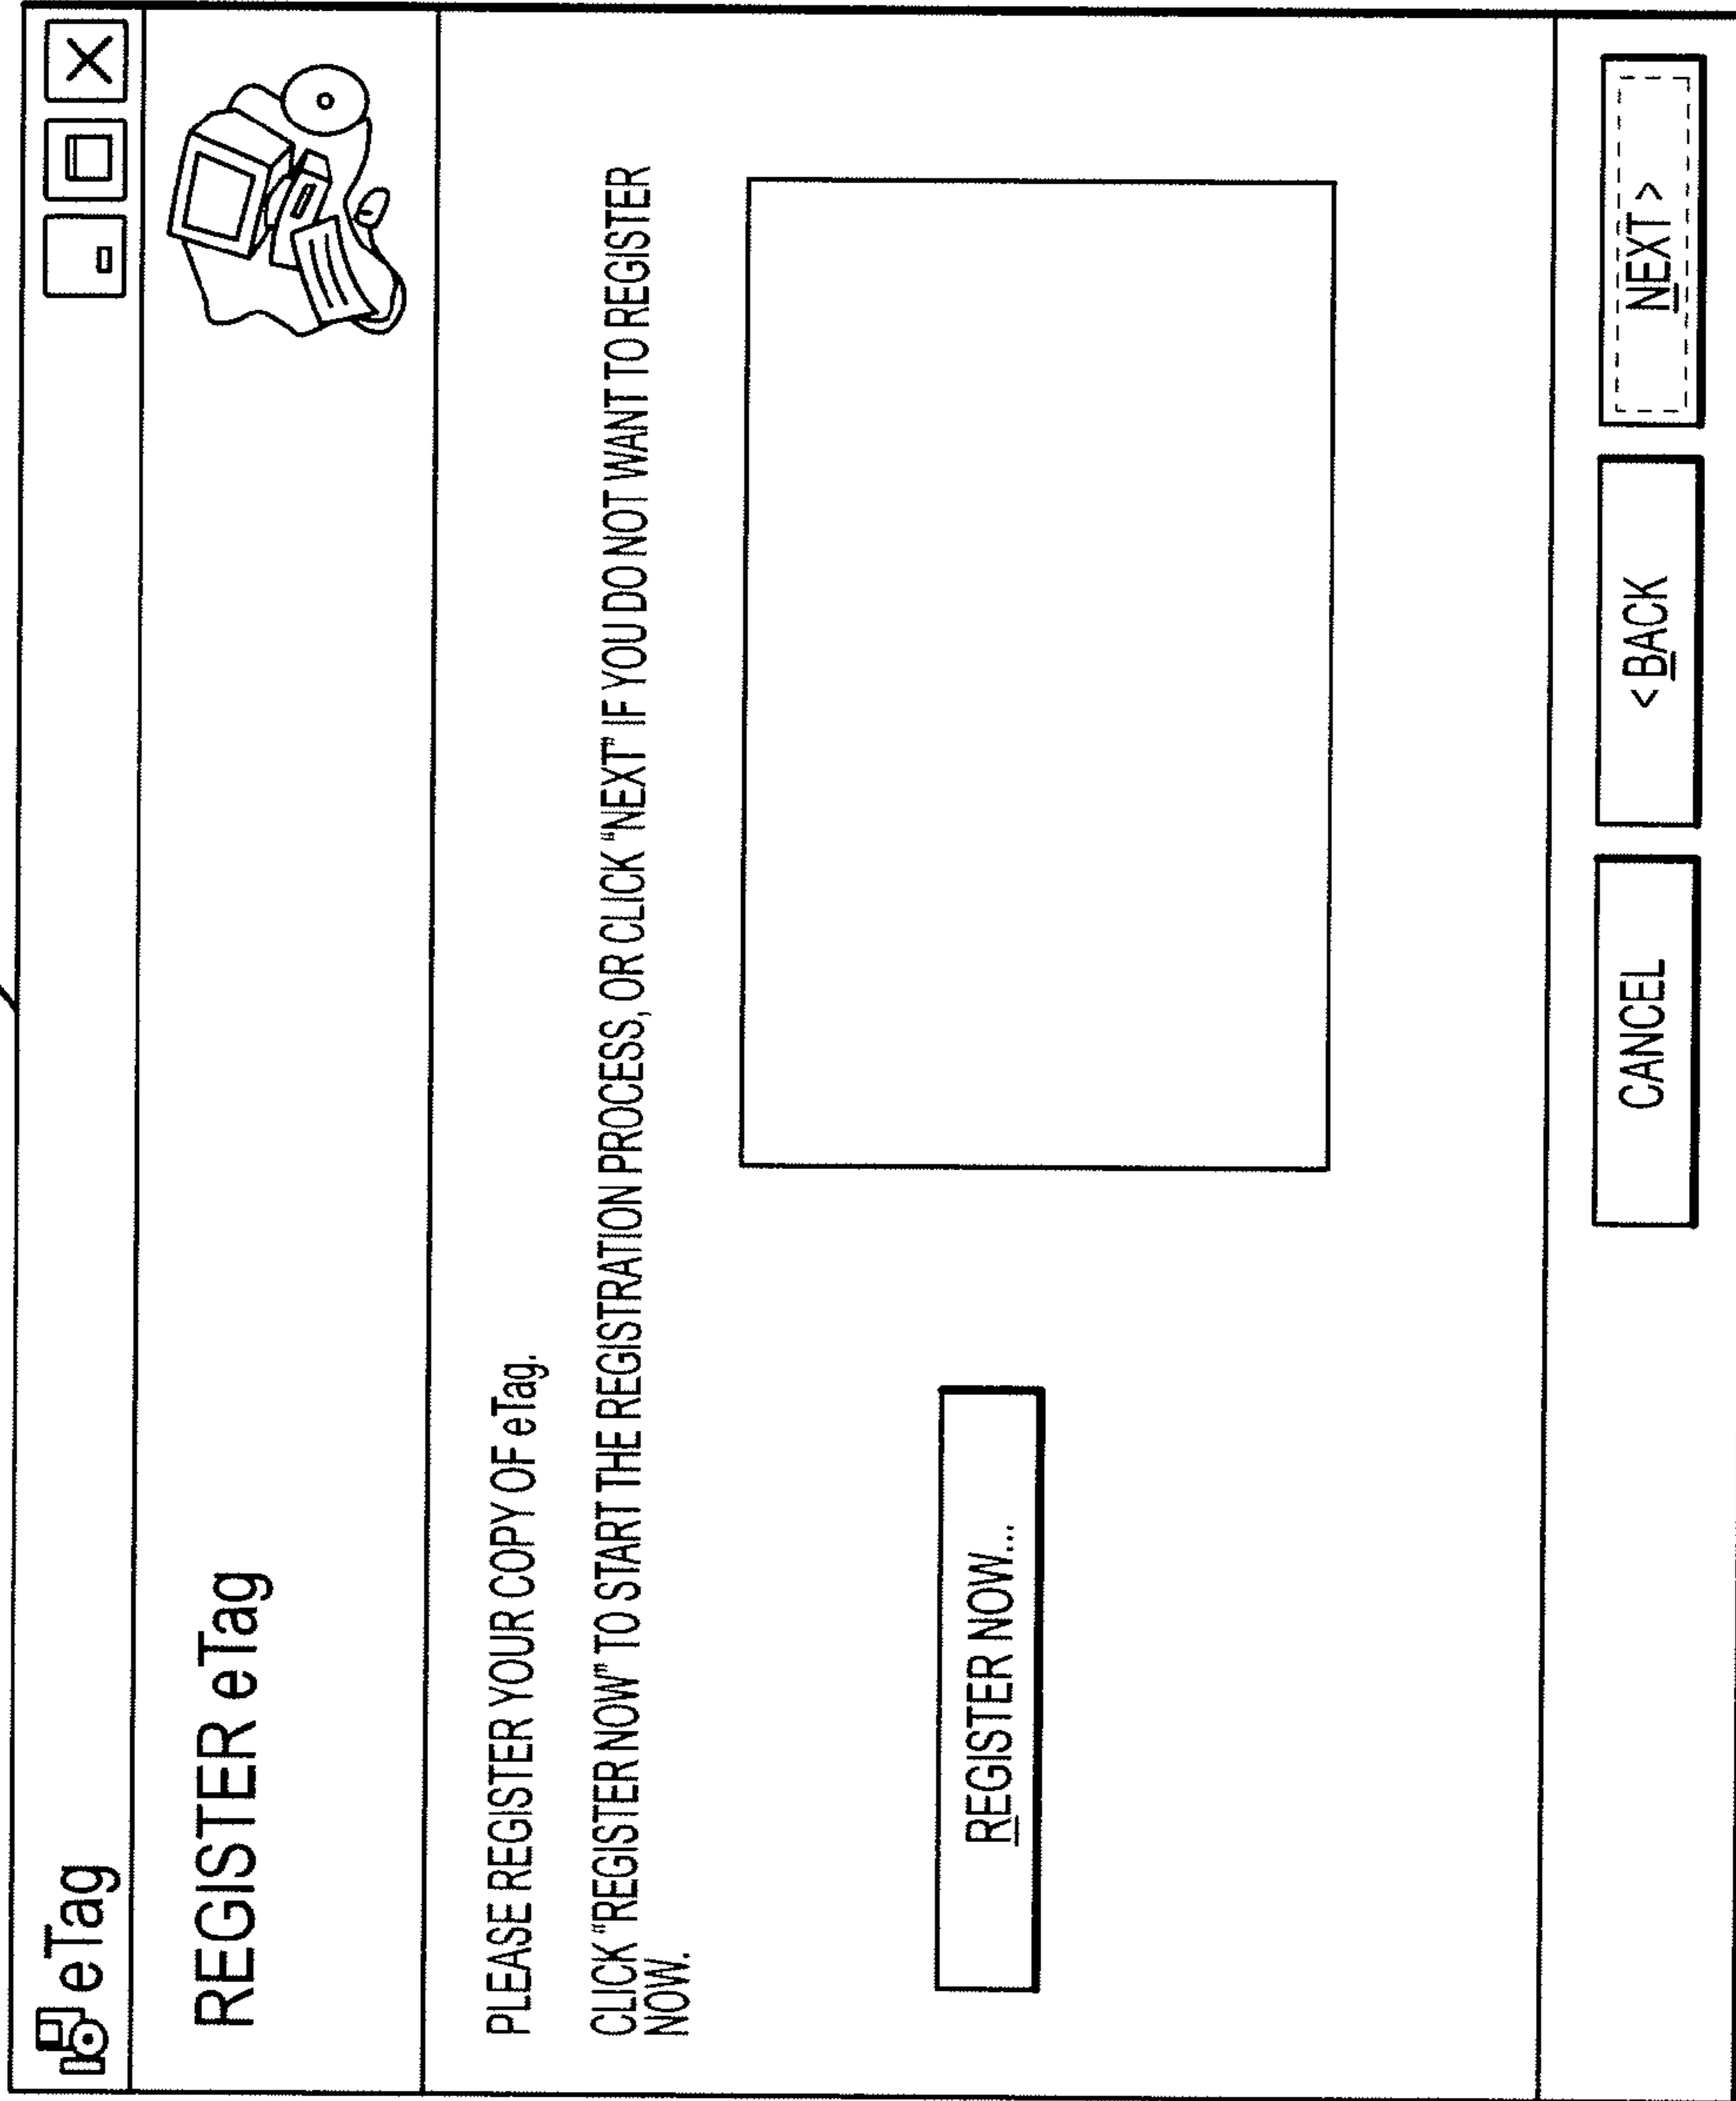 eTag
REGISTER eTag
PLEASE REGISTER YOUR COPY OF eTag.
CLICK "REGISTER NOW" TO START THE REGISTRATION PROCESS, OR CLICK "NEXT" IF YOU DO NOT WANT TO REGISTER
NOW.
REGISTER NOW...
CANCEL
< BACK
NEXT >